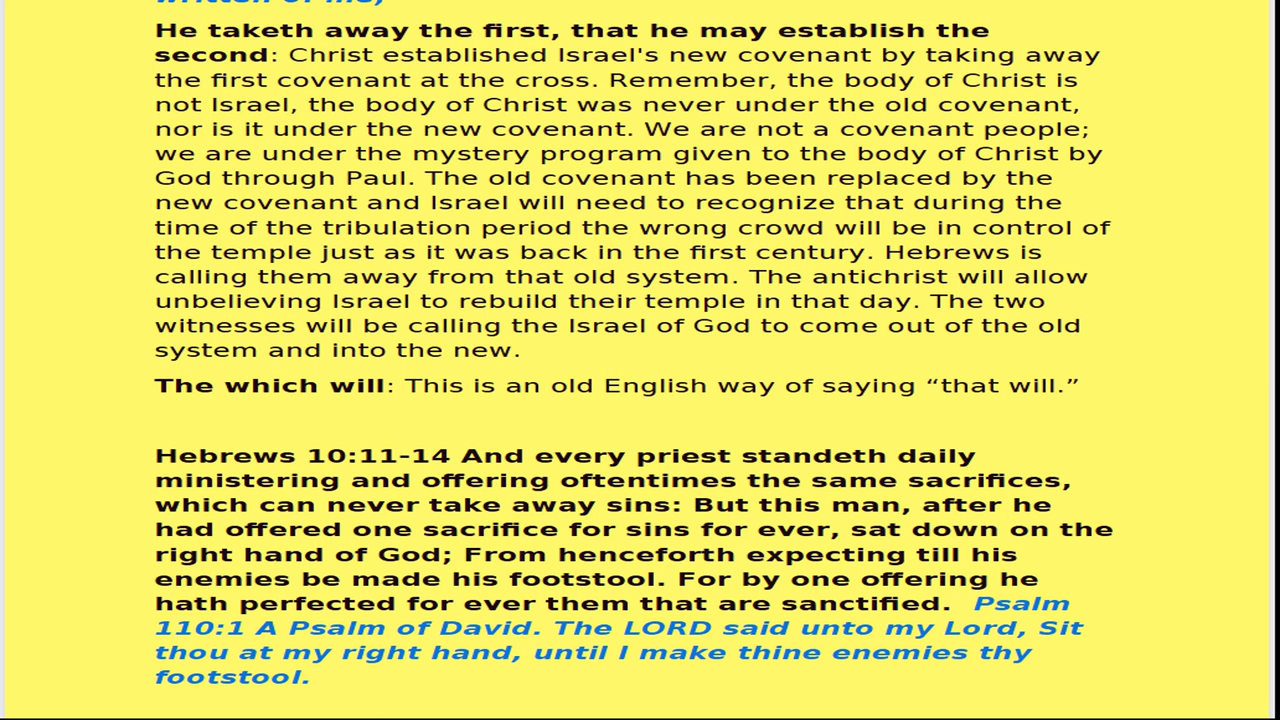 written of me,
He taketh away the first, that he may establish the
second: Christ established Israel's new covenant by taking away
the first covenant at the cross. Remember, the body of Christ is
not Israel, the body of Christ was never under the old covenant,
nor is it under the new covenant. We are not a covenant people;
we are under the mystery program given to the body of Christ by
God through Paul. The old covenant has been replaced by the
new covenant and Israel will need to recognize that during the
time of the tribulation period the wrong crowd will be in control of
the temple just as it was back in the first century. Hebrews is
calling them away from that old system. The antichrist will allow
unbelieving Israel to rebuild their temple in that day. The two
witnesses will be calling the Israel of God to come out of the old
system and into the new.
The which will: This is an old English way of saying “that will.”
Hebrews 10:11-14 And every priest standeth daily
ministering and offering oftentimes the same sacrifices,
which can never take away sins: But this man, after he
had offered one sacrifice for sins for ever, sat down on the
right hand of God; From henceforth expecting till his
enemies be made his footstool. For by one offering he
hath perfected for ever them that are sanctified. Psalm
110:1 A Psalm of David. The LORD said unto my Lord, Sit
thou at my right hand, until I make thine enemies thy
footstool.